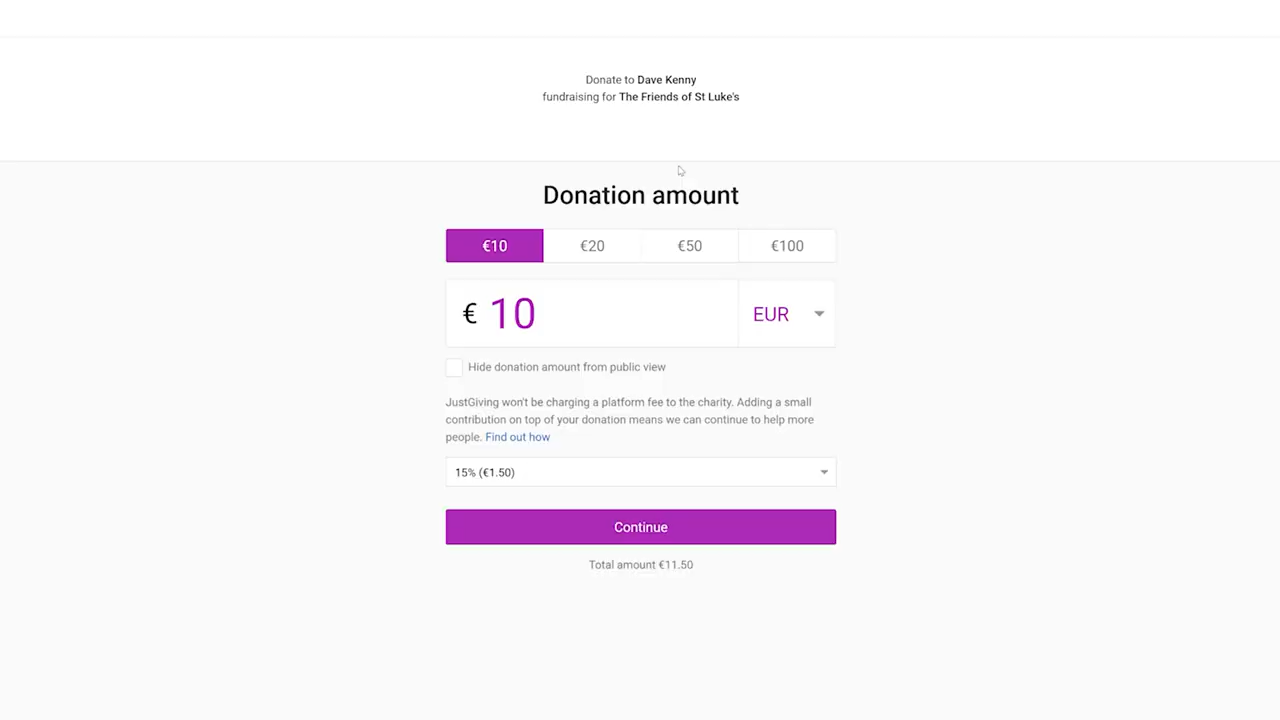 Donate to Dave Kenny
fundraising for The Friends of St Luke's
Donation amount
€10 €20 €50 €100
€ 10 EUR
Hide donation amount from public view
JustGiving won't be charging a platform fee to the charity. Adding a small
contribution on top of your donation means we can continue to help more
people. Find out how
15% (€1.50)
Continue
Total amount €11.50